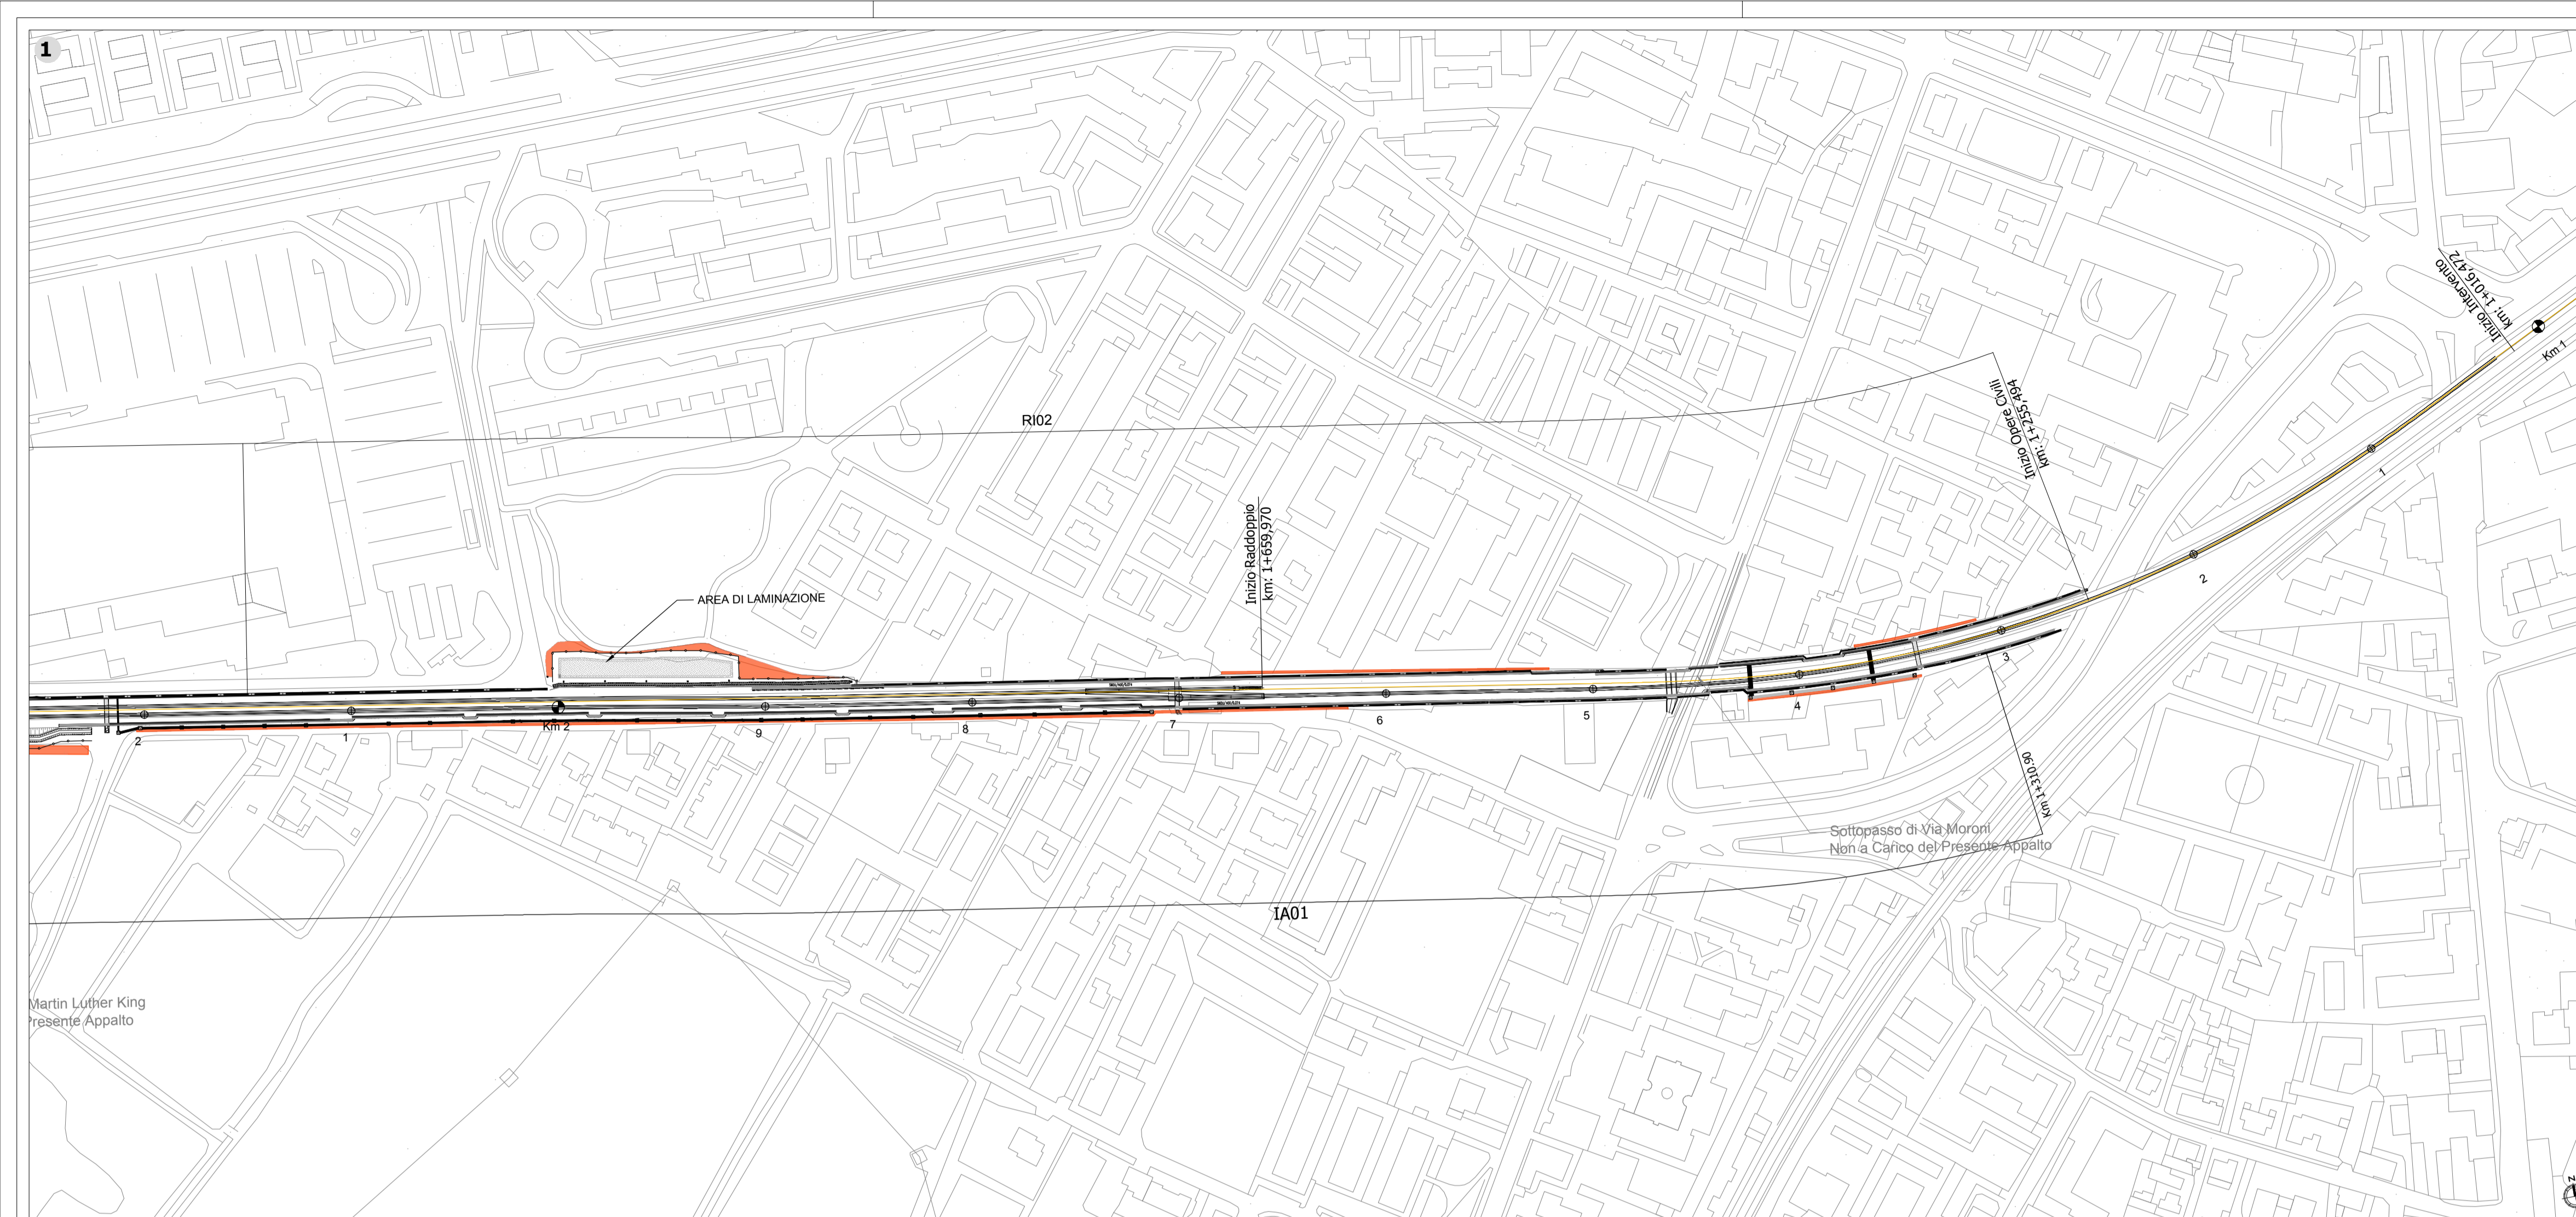 1
Inizio Intervento
km: 1+016,472
Km 1
RI02
Inizio Opere Civili
km: 1+255,494
1
Inizio Raddoppio
km: 1+659,970
2
AREA DI LAMINAZIONE
3
4
5
6
7
8
9
Km 2
1
2
Km 1+310.90
Sottopasso di Via Moroni
Non a Carico del Presente Appalto
IA01
Martin Luther King
Presente Appalto
N